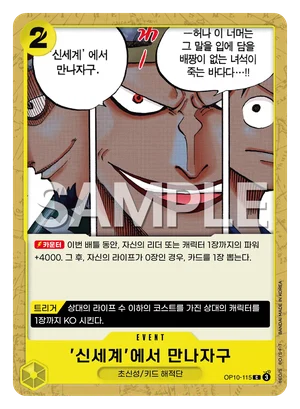 2
신세계' 에서
만나자구.
—허나 이 너머는
그 말을 입에 담을
배짱이 없는 녀석이
죽는 바다다…!!
SAMPLE
카운터 이번 배틀 동안, 자신의 리더 또는 캐릭터 1장까지의 파워
+4000. 그 후, 자신의 라이프가 0장인 경우, 카드를 1장 뽑는다.
트리거 상대의 라이프 수 이하의 코스트를 가진 상대의 캐릭터를
1장까지 KO 시킨다.
EVENT
'신세계'에서 만나자구
초신성/키드 해적단
OP10-115 C 3